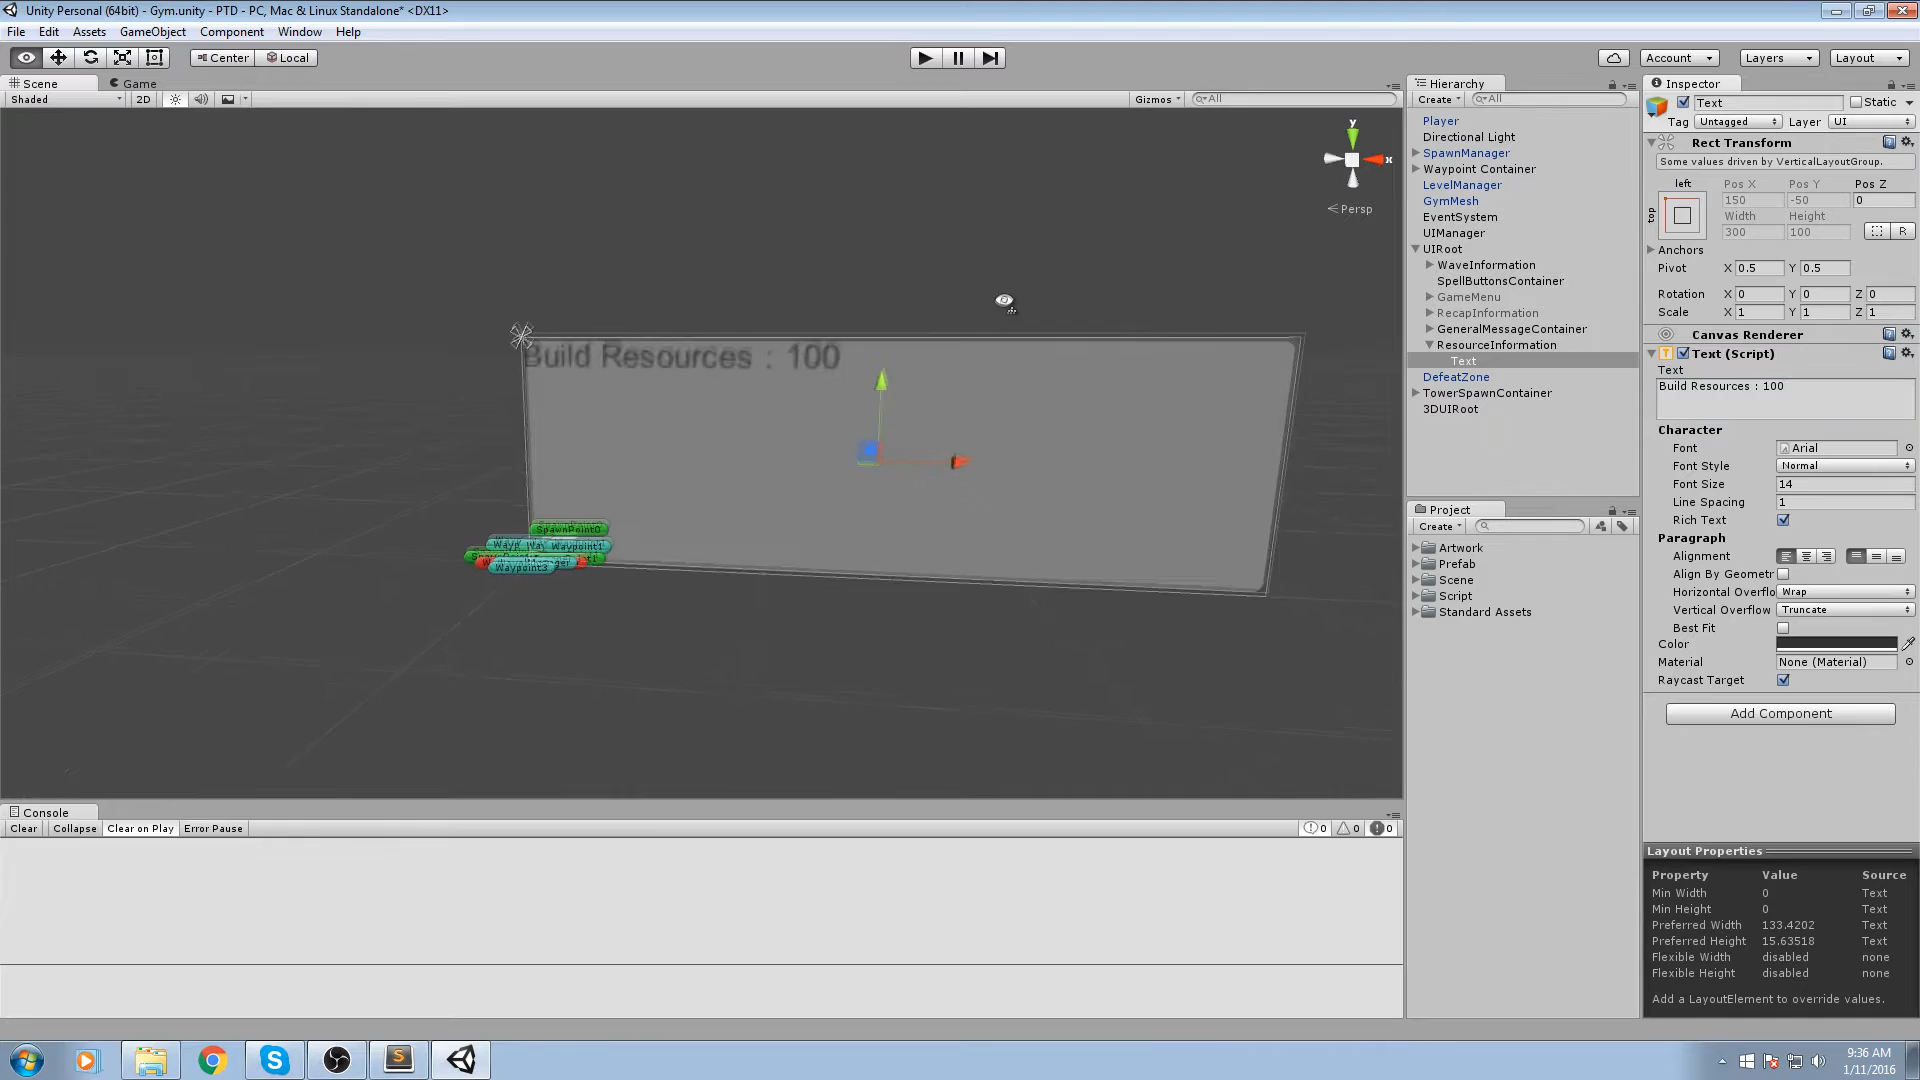 Unity Personal (64bit) - Gym.unity - PTD - PC, Mac & Linux Standalone* <DX11>
File Edit Assets GameObject Component Window Help
Center Local Account Layers Layout
Scene Game
Shaded 2D Gizmos All
y
x
Persp
Build Resources : 100
SpawnPoint0
Waypoint1
Waypoint3
Hierarchy
Create All
Player
Directional Light
SpawnManager
Waypoint Container
LevelManager
GymMesh
EventSystem
UIManager
UIRoot
WaveInformation
SpellButtonsContainer
GameMenu
RecapInformation
GeneralMessageContainer
ResourceInformation
Text
DefeatZone
TowerSpawnContainer
3DUIRoot
Project
Create
Artwork
Prefab
Scene
Script
Standard Assets
Inspector
Text Static
Tag Untagged Layer UI
Rect Transform
Some values driven by VerticalLayoutGroup.
left Pos X Pos Y Pos Z
top 150 -50 0
Width Height
300 100 R
Anchors
Pivot X 0.5 Y 0.5
Rotation X 0 Y 0 Z 0
Scale X 1 Y 1 Z 1
Canvas Renderer
Text (Script)
Text
Build Resources : 100
Character
Font Arial
Font Style Normal
Font Size 14
Line Spacing 1
Rich Text
Paragraph
Alignment
Align By Geometr
Horizontal Overflo Wrap
Vertical Overflow Truncate
Best Fit
Color
Material None (Material)
Raycast Target
Add Component
Layout Properties
Property Value Source
Min Width 0 Text
Min Height 0 Text
Preferred Width 133.4202 Text
Preferred Height 15.63518 Text
Flexible Width disabled none
Flexible Height disabled none
Add a LayoutElement to override values.
Console
Clear Collapse Clear on Play Error Pause 0 0 0
9:36 AM
1/11/2016